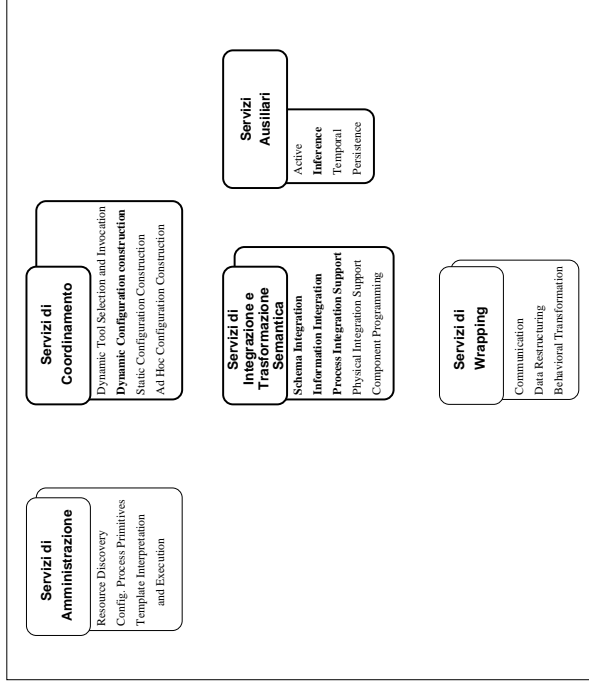 Servizi di
Coordinamento
Dynamic Tool Selection and Invocation
Dynamic Configuration construction
Static Configuration Construction
Ad Hoc Configuration Construction
Servizi di
Amministrazione
Resource Discovery
Config. Process Primitives
Template Interpretation
and Execution
Servizi di
Integrazione e
Trasformazione
Semantica
Schema Integration
Information Integration
Process Integration Support
Physical Integration Support
Component Programming
Servizi
Ausiliari
Active
Inference
Temporal
Persistence
Servizi di
Wrapping
Communication
Data Restructuring
Behavioral Transformation